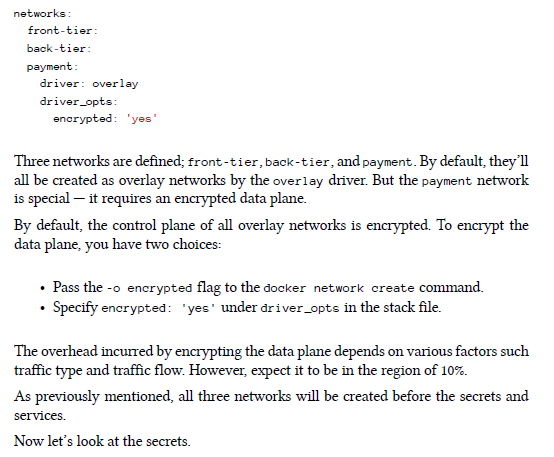 networks:
front-tier:
back-tier:
payment:
driver: overlay
driver_opts:
encrypted: 'yes'
Three networks are defined; front-tier, back-tier, and payment. By default, they’ll
all be created as overlay networks by the overlay driver. But the payment network
is special — it requires an encrypted data plane.
By default, the control plane of all overlay networks is encrypted. To encrypt the
data plane, you have two choices:
• Pass the -o encrypted flag to the docker network create command.
• Specify encrypted: 'yes' under driver_opts in the stack file.
The overhead incurred by encrypting the data plane depends on various factors such
traffic type and traffic flow. However, expect it to be in the region of 10%.
As previously mentioned, all three networks will be created before the secrets and
services.
Now let’s look at the secrets.